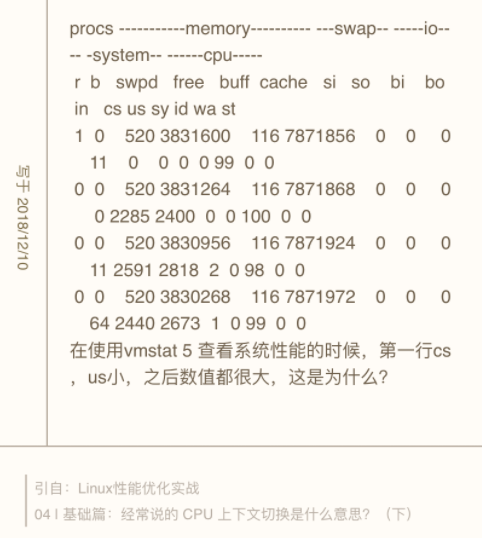 procs -----------memory---------- ---swap-- -----io--
-- -system-- ------cpu-----
r b swpd free buff cache si so bi bo
in cs us sy id wa st
1 0 520 3831600 116 7871856 0 0 0
11 0 0 0 0 99 0 0
0 0 520 3831264 116 7871868 0 0 0
0 2285 2400 0 0 100 0 0
0 0 520 3830956 116 7871924 0 0 0
11 2591 2818 2 0 98 0 0
0 0 520 3830268 116 7871972 0 0 0
64 2440 2673 1 0 99 0 0
在使用vmstat 5 查看系统性能的时候，第一行cs
，us小，之后数值都很大，这是为什么？
写于 2018/12/10
引自：Linux性能优化实战
04 | 基础篇：经常说的 CPU 上下文切换是什么意思？（下）